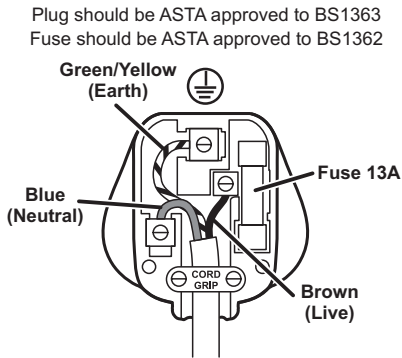 Plug should be ASTA approved to BS1363
Fuse should be ASTA approved to BS1362
Green/Yellow
(Earth)
Fuse 13A
Blue
(Neutral)
CORD
GRIP
Brown
(Live)